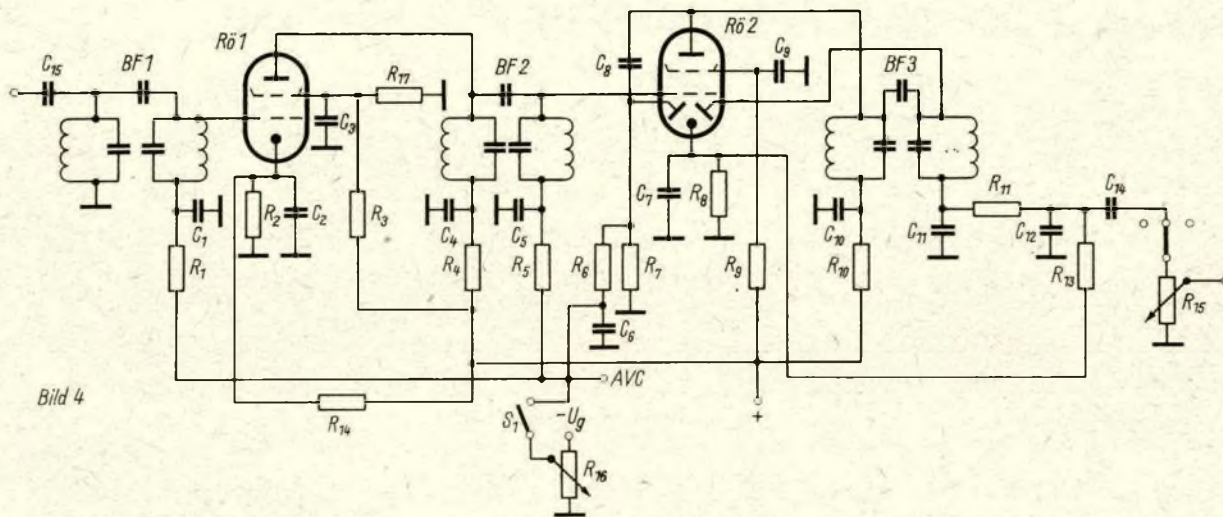 C15
BF1
Rö1
R17
C3
C1
R1
R2
C2
R3
R14
BF2
C4
R4
C5
R5
C8
Rö2
C9
C7
R8
R6
R7
C6
R9
BF3
C10
R10
C11
R11
C12
C14
R13
R15
AVC
+
S1
-Ug
R16
Bild 4